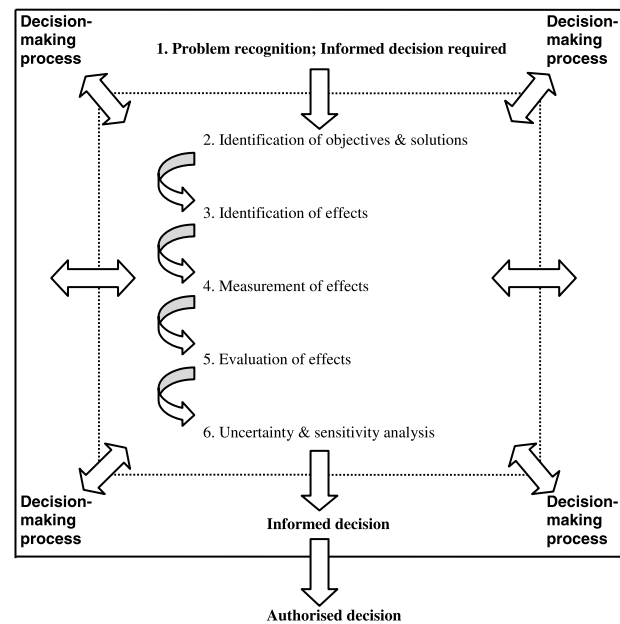 Decision-
making
process
1. Problem recognition; Informed decision required
Decision-
making
process
2. Identification of objectives & solutions
3. Identification of effects
4. Measurement of effects
5. Evaluation of effects
6. Uncertainty & sensitivity analysis
Decision-
making
process
Informed decision
Decision-
making
process
Authorised decision